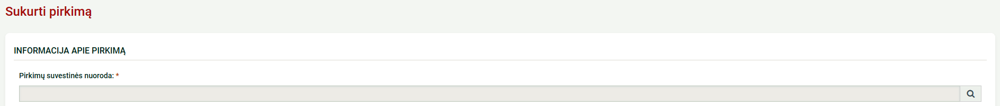 Sukurti pirkimą
INFORMACIJA APIE PIRKIMĄ
Pirkimų suvestinės nuoroda: *